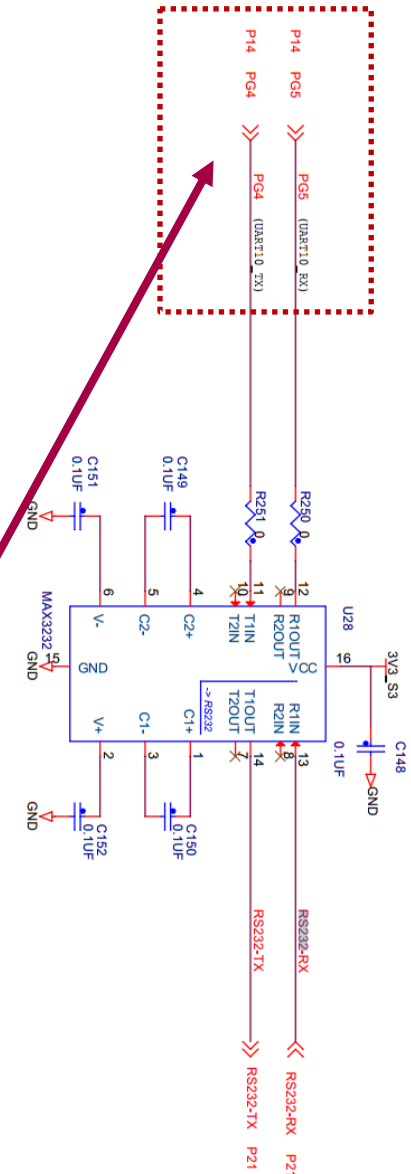 P14 PG5
PG5 (UART10_RX)
P14 PG4
PG4 (UART10_TX)
R250 0
R251 0
C149
0.1UF
C151
0.1UF
GND
U28
MAX3232
12 R1OUT
9 R2OUT
11 T1IN
10 T2IN
4 C2+
5 C2-
6 V-
16 VCC
15 GND
R1IN 13
R2IN 8
T1OUT 14
T2OUT 7
-> RS232
C1+ 1
C1- 3
V+ 2
3V3_S3
C148
0.1UF
GND
GND
C150
0.1UF
C152
0.1UF
GND
RS232-RX
RS232-RX P21
RS232-TX
RS232-TX P21